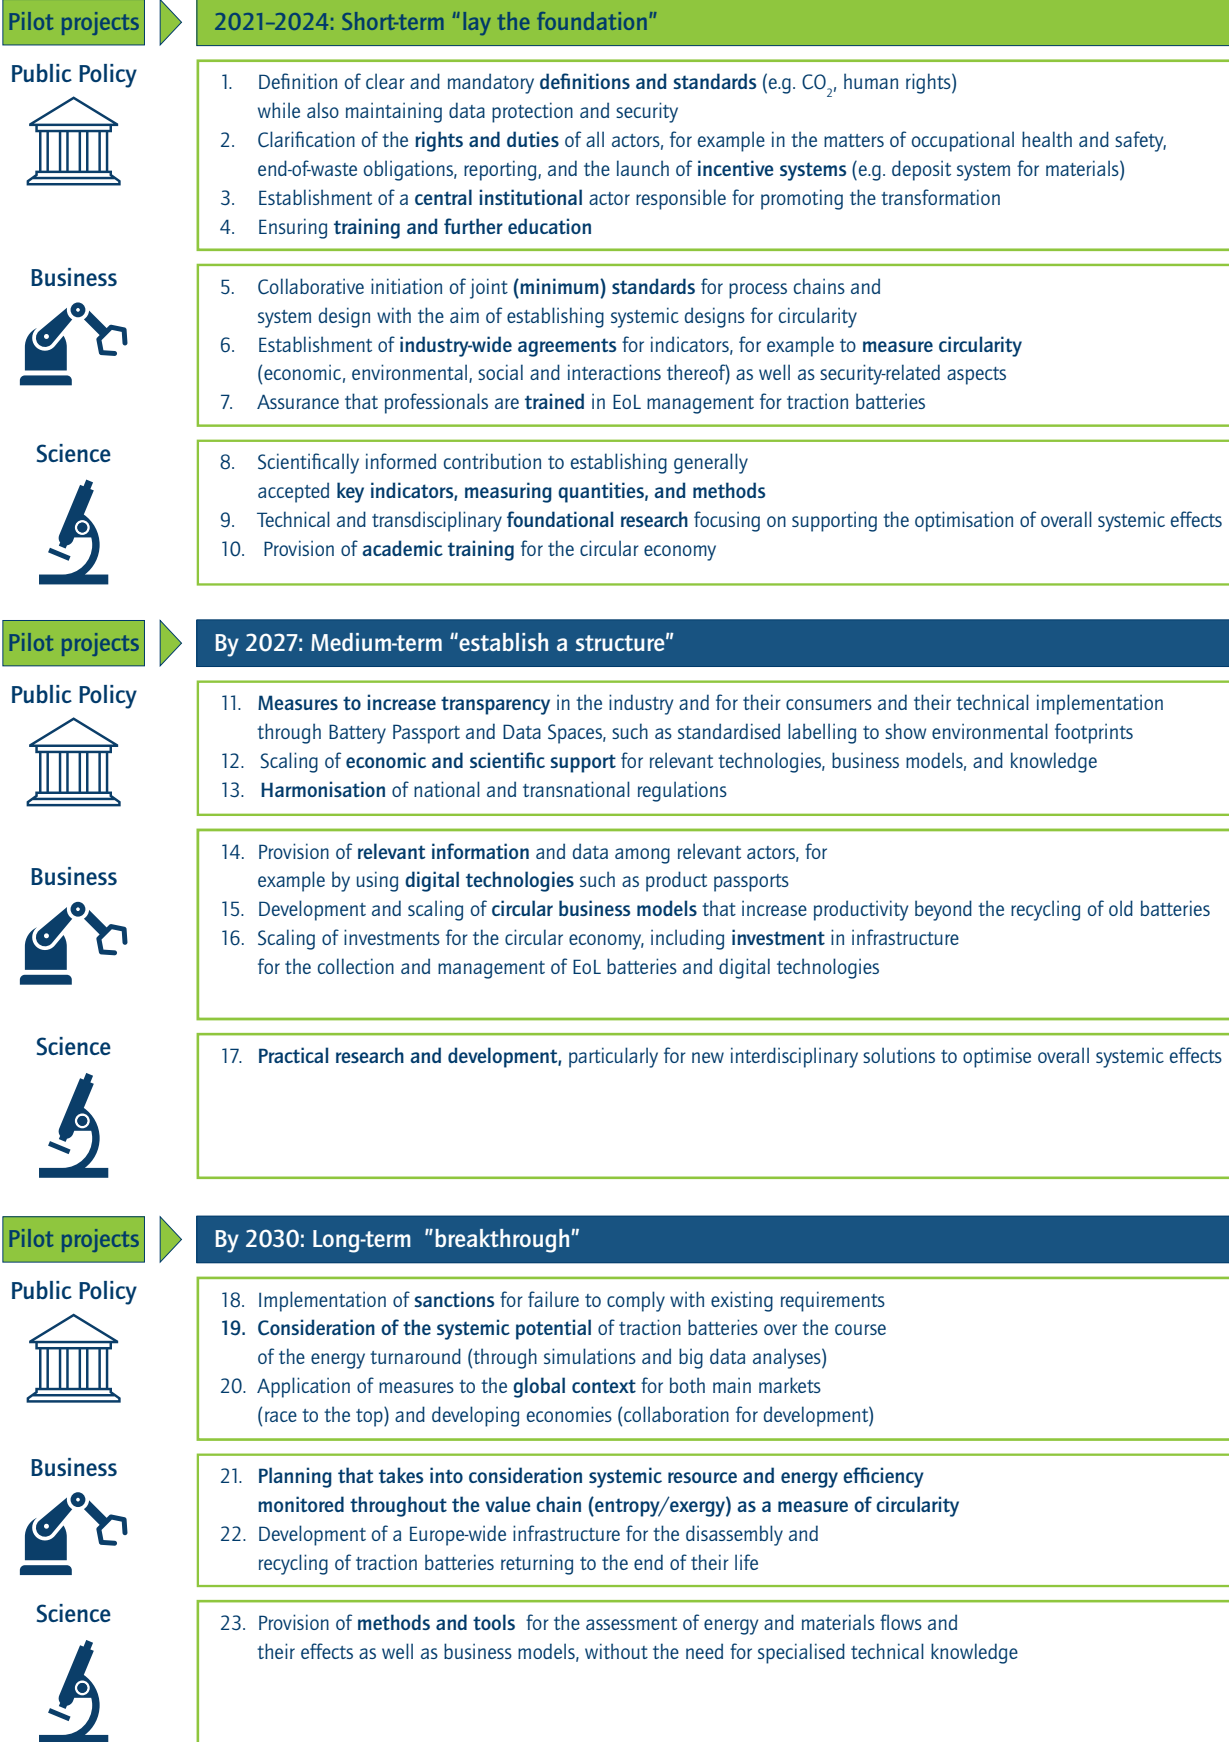 Pilot projects
2021–2024: Short-term “lay the foundation”
Public Policy
1. Definition of clear and mandatory definitions and standards (e.g. CO2, human rights)
while also maintaining data protection and security
2. Clarification of the rights and duties of all actors, for example in the matters of occupational health and safety,
end-of-waste obligations, reporting, and the launch of incentive systems (e.g. deposit system for materials)
3. Establishment of a central institutional actor responsible for promoting the transformation
4. Ensuring training and further education
Business
5. Collaborative initiation of joint (minimum) standards for process chains and
system design with the aim of establishing systemic designs for circularity
6. Establishment of industry-wide agreements for indicators, for example to measure circularity
(economic, environmental, social and interactions thereof) as well as security-related aspects
7. Assurance that professionals are trained in EoL management for traction batteries
Science
8. Scientifically informed contribution to establishing generally
accepted key indicators, measuring quantities, and methods
9. Technical and transdisciplinary foundational research focusing on supporting the optimisation of overall systemic effects
10. Provision of academic training for the circular economy
Pilot projects
By 2027: Medium-term “establish a structure”
Public Policy
11. Measures to increase transparency in the industry and for their consumers and their technical implementation
through Battery Passport and Data Spaces, such as standardised labelling to show environmental footprints
12. Scaling of economic and scientific support for relevant technologies, business models, and knowledge
13. Harmonisation of national and transnational regulations
Business
14. Provision of relevant information and data among relevant actors, for
example by using digital technologies such as product passports
15. Development and scaling of circular business models that increase productivity beyond the recycling of old batteries
16. Scaling of investments for the circular economy, including investment in infrastructure
for the collection and management of EoL batteries and digital technologies
Science
17. Practical research and development, particularly for new interdisciplinary solutions to optimise overall systemic effects
Pilot projects
By 2030: Long-term "breakthrough”
Public Policy
18. Implementation of sanctions for failure to comply with existing requirements
19. Consideration of the systemic potential of traction batteries over the course
of the energy turnaround (through simulations and big data analyses)
20. Application of measures to the global context for both main markets
(race to the top) and developing economies (collaboration for development)
Business
21. Planning that takes into consideration systemic resource and energy efficiency
monitored throughout the value chain (entropy/exergy) as a measure of circularity
22. Development of a Europe-wide infrastructure for the disassembly and
recycling of traction batteries returning to the end of their life
Science
23. Provision of methods and tools for the assessment of energy and materials flows and
their effects as well as business models, without the need for specialised technical knowledge